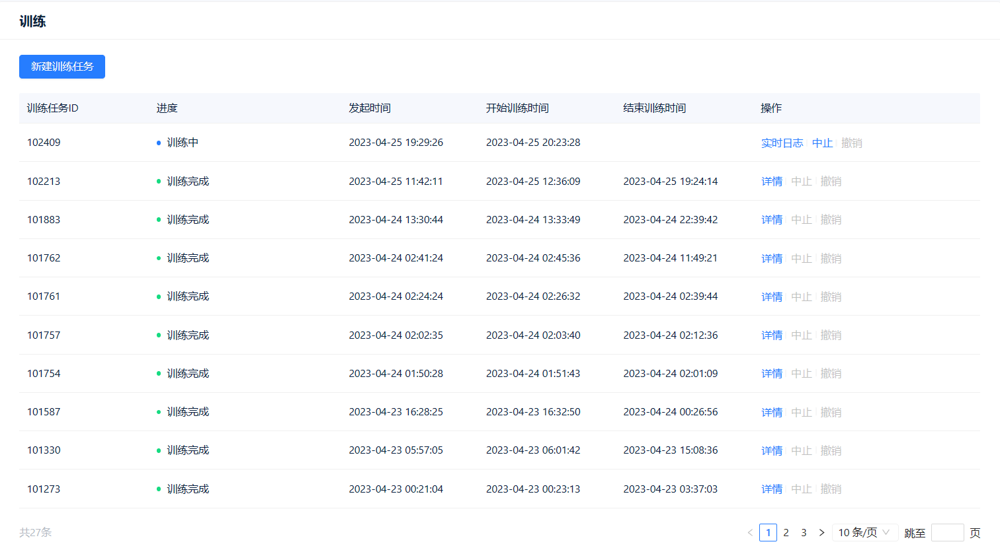 训练
新建训练任务
训练任务ID 进度 发起时间 开始训练时间 结束训练时间 操作
102409 训练中 2023-04-25 19:29:26 2023-04-25 20:23:28 实时日志 中止 撤销
102213 训练完成 2023-04-25 11:42:11 2023-04-25 12:36:09 2023-04-25 19:24:14 详情 中止 撤销
101883 训练完成 2023-04-24 13:30:44 2023-04-24 13:33:49 2023-04-24 22:39:42 详情 中止 撤销
101762 训练完成 2023-04-24 02:41:24 2023-04-24 02:45:36 2023-04-24 11:49:21 详情 中止 撤销
101761 训练完成 2023-04-24 02:24:24 2023-04-24 02:26:32 2023-04-24 02:39:44 详情 中止 撤销
101757 训练完成 2023-04-24 02:02:35 2023-04-24 02:03:40 2023-04-24 02:12:36 详情 中止 撤销
101754 训练完成 2023-04-24 01:50:28 2023-04-24 01:51:43 2023-04-24 02:01:09 详情 中止 撤销
101587 训练完成 2023-04-23 16:28:25 2023-04-23 16:32:50 2023-04-24 00:26:56 详情 中止 撤销
101330 训练完成 2023-04-23 05:57:05 2023-04-23 06:01:42 2023-04-23 15:08:36 详情 中止 撤销
101273 训练完成 2023-04-23 00:21:04 2023-04-23 00:23:13 2023-04-23 03:37:03 详情 中止 撤销
共27条 < 1 2 3 > 10 条/页 跳至 页